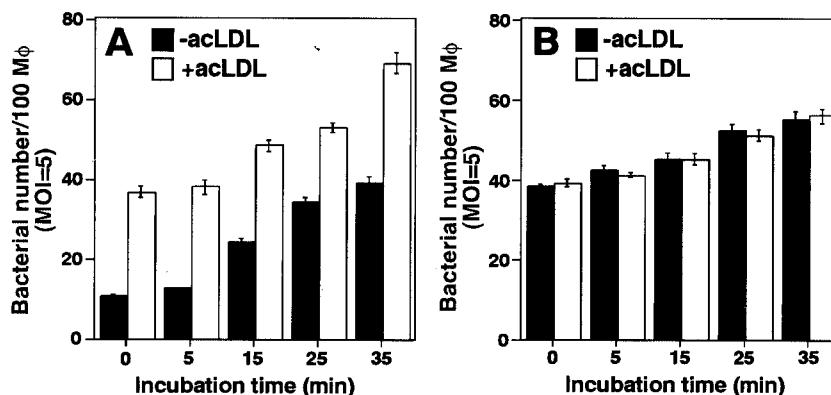 A
-acLDL
+acLDL
Bacterial number/100 Mϕ
(MOI=5)
80
60
40
20
0
0 5 15 25 35
Incubation time (min)
B
-acLDL
+acLDL
Bacterial number/100 Mϕ
(MOI=5)
80
60
40
20
0
0 5 15 25 35
Incubation time (min)